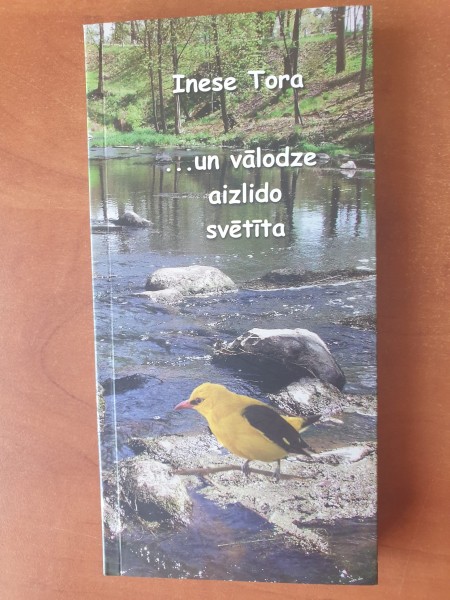 Inese Tora
...un vālodze
aizlido
svētīta